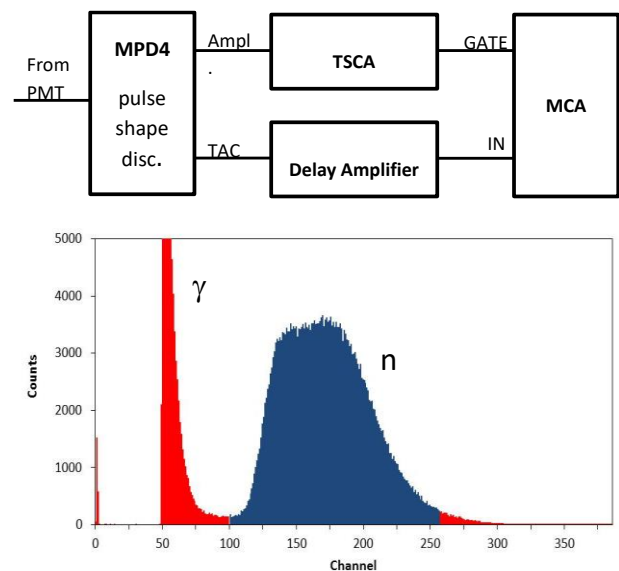 From
PMT
MPD4
pulse
shape
disc.
Ampl
.
TAC
TSCA
Delay Amplifier
GATE
IN
MCA
5000
4000
3000
2000
1000
0
Counts
γ
n
0 50 100 150 200 250 300 350
Channel